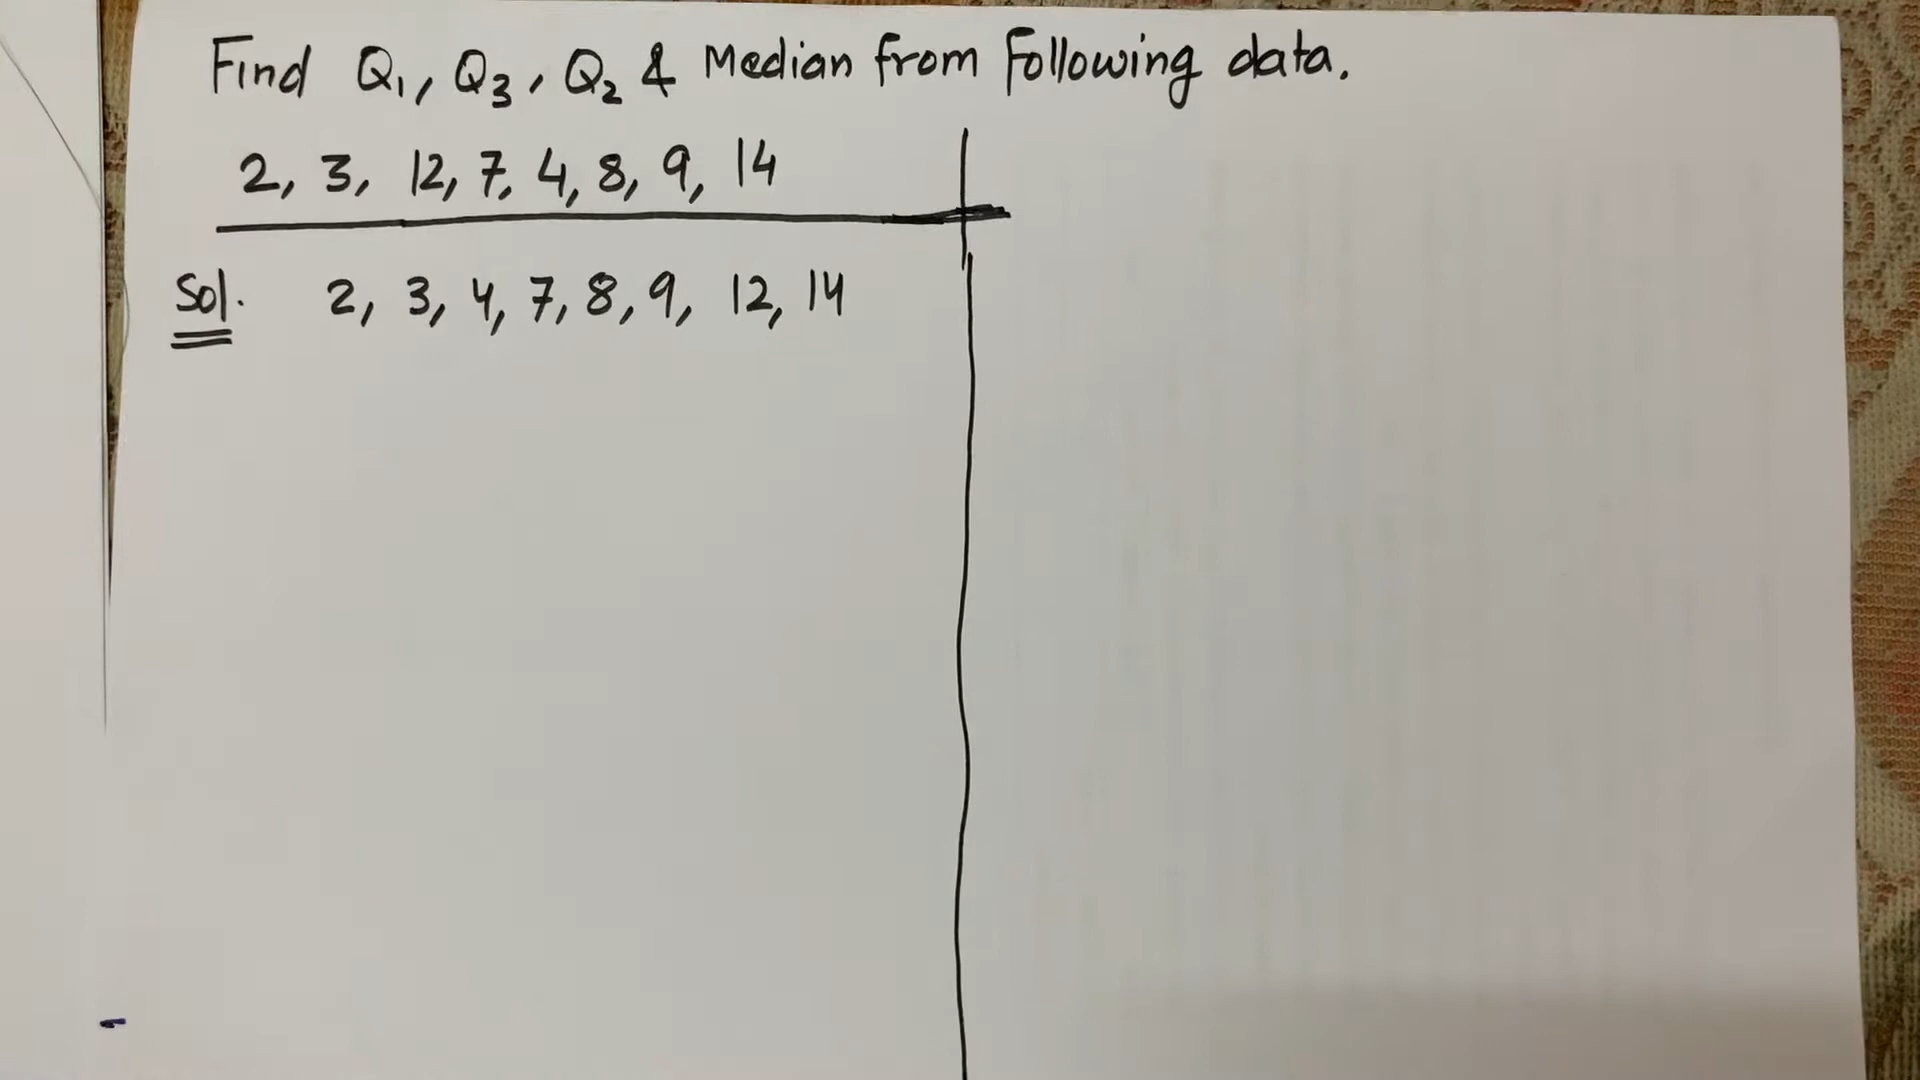 Find Q₁, Q₃, Q₂ & Median from Following data.
2, 3, 12, 7, 4, 8, 9, 14
Sol. 2, 3, 4, 7, 8, 9, 12, 14